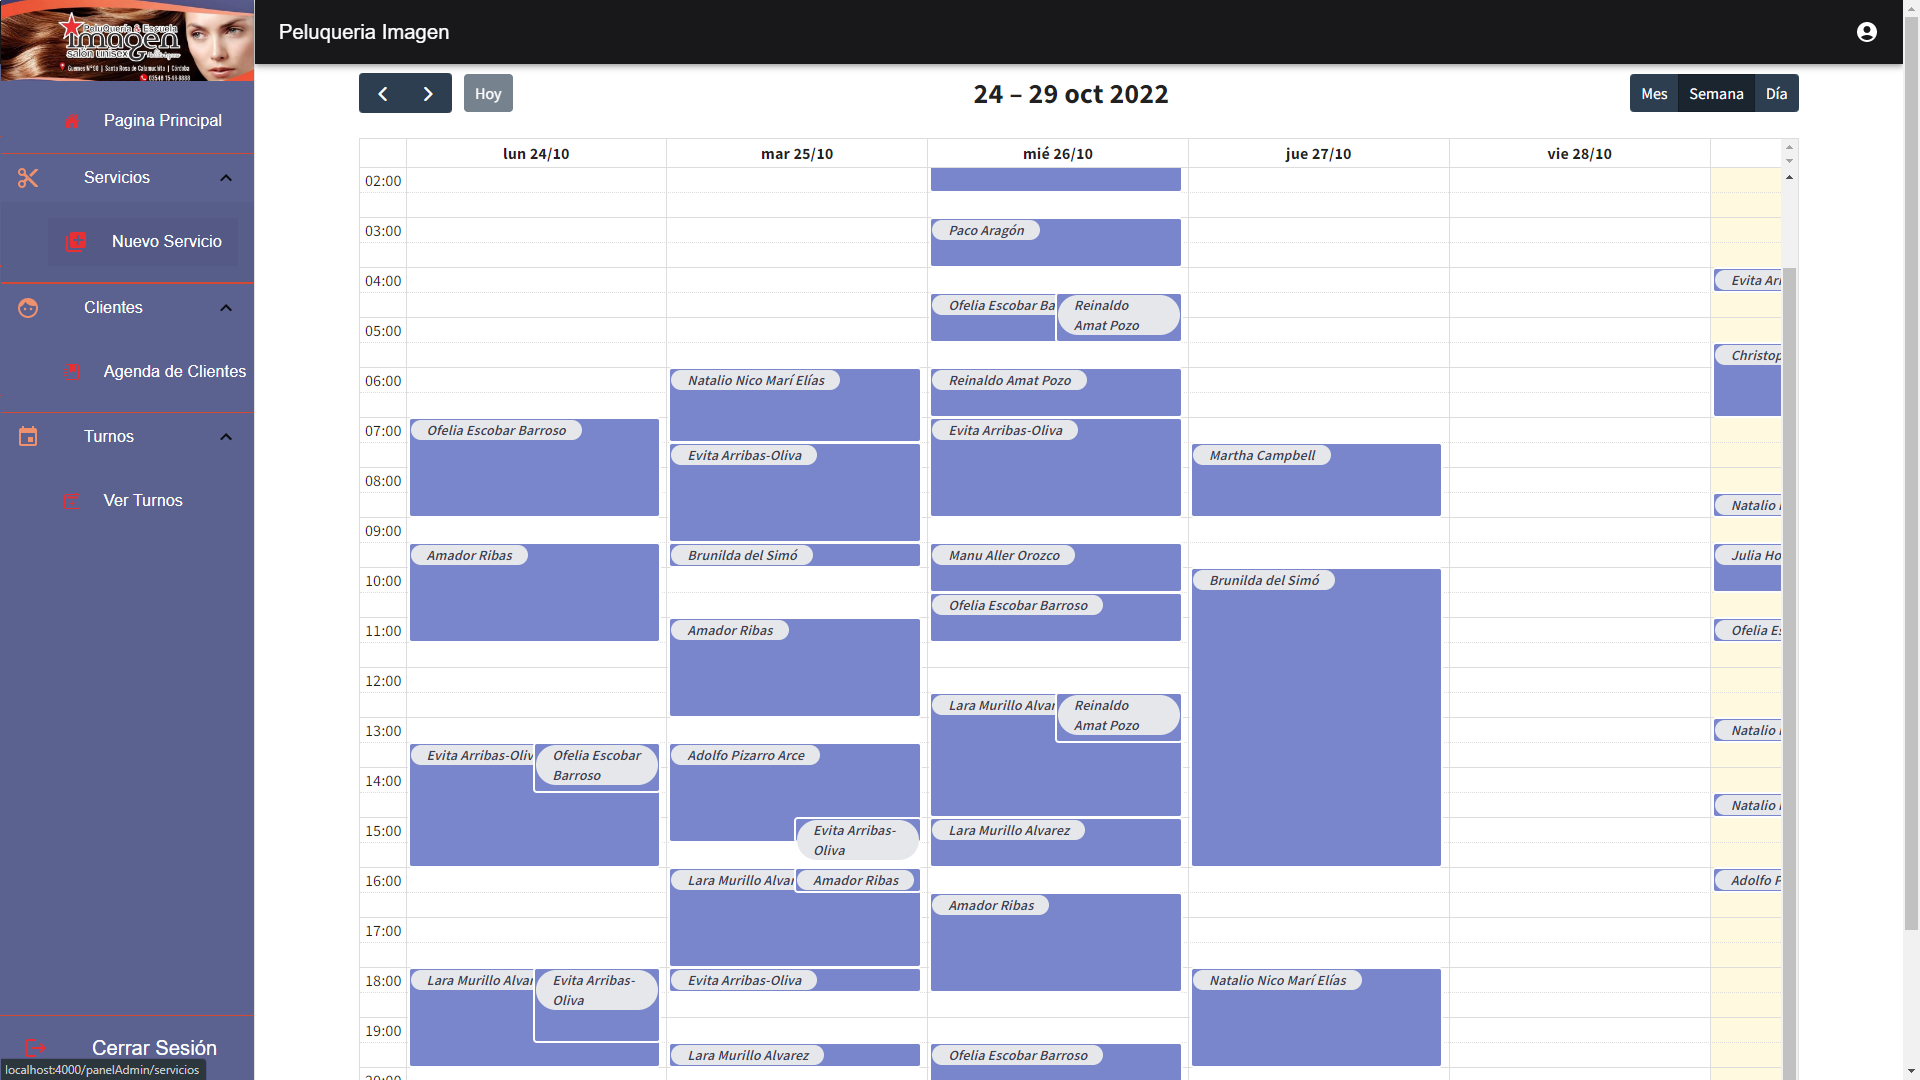 Peluquería & Escuela
imagen
salón unisex
Santa Rosa de Calamuchita | Córdoba
Peluqueria Imagen
Pagina Principal
Servicios
Nuevo Servicio
Clientes
Agenda de Clientes
Turnos
Ver Turnos
Cerrar Sesión
localhost:4000/panelAdmin/servicios
Hoy
24 – 29 oct 2022
Mes
Semana
Día
lun 24/10
mar 25/10
mié 26/10
jue 27/10
vie 28/10
02:00
03:00
04:00
05:00
06:00
07:00
08:00
09:00
10:00
11:00
12:00
13:00
14:00
15:00
16:00
17:00
18:00
19:00
20:00
Ofelia Escobar Barroso
Amador Ribas
Evita Arribas-Oliv
Ofelia Escobar
Barroso
Lara Murillo Alvar
Evita Arribas-
Oliva
Natalio Nico Marí Elías
Evita Arribas-Oliva
Brunilda del Simó
Amador Ribas
Adolfo Pizarro Arce
Evita Arribas-
Oliva
Lara Murillo Alvar
Amador Ribas
Evita Arribas-Oliva
Lara Murillo Alvarez
Paco Aragón
Ofelia Escobar Ba
Reinaldo
Amat Pozo
Reinaldo Amat Pozo
Evita Arribas-Oliva
Manu Aller Orozco
Ofelia Escobar Barroso
Lara Murillo Alvar
Reinaldo
Amat Pozo
Lara Murillo Alvarez
Amador Ribas
Ofelia Escobar Barroso
Martha Campbell
Brunilda del Simó
Natalio Nico Marí Elías
Evita Arr
Christop
Natalio
Julia Ho
Ofelia Es
Natalio
Natalio
Adolfo P